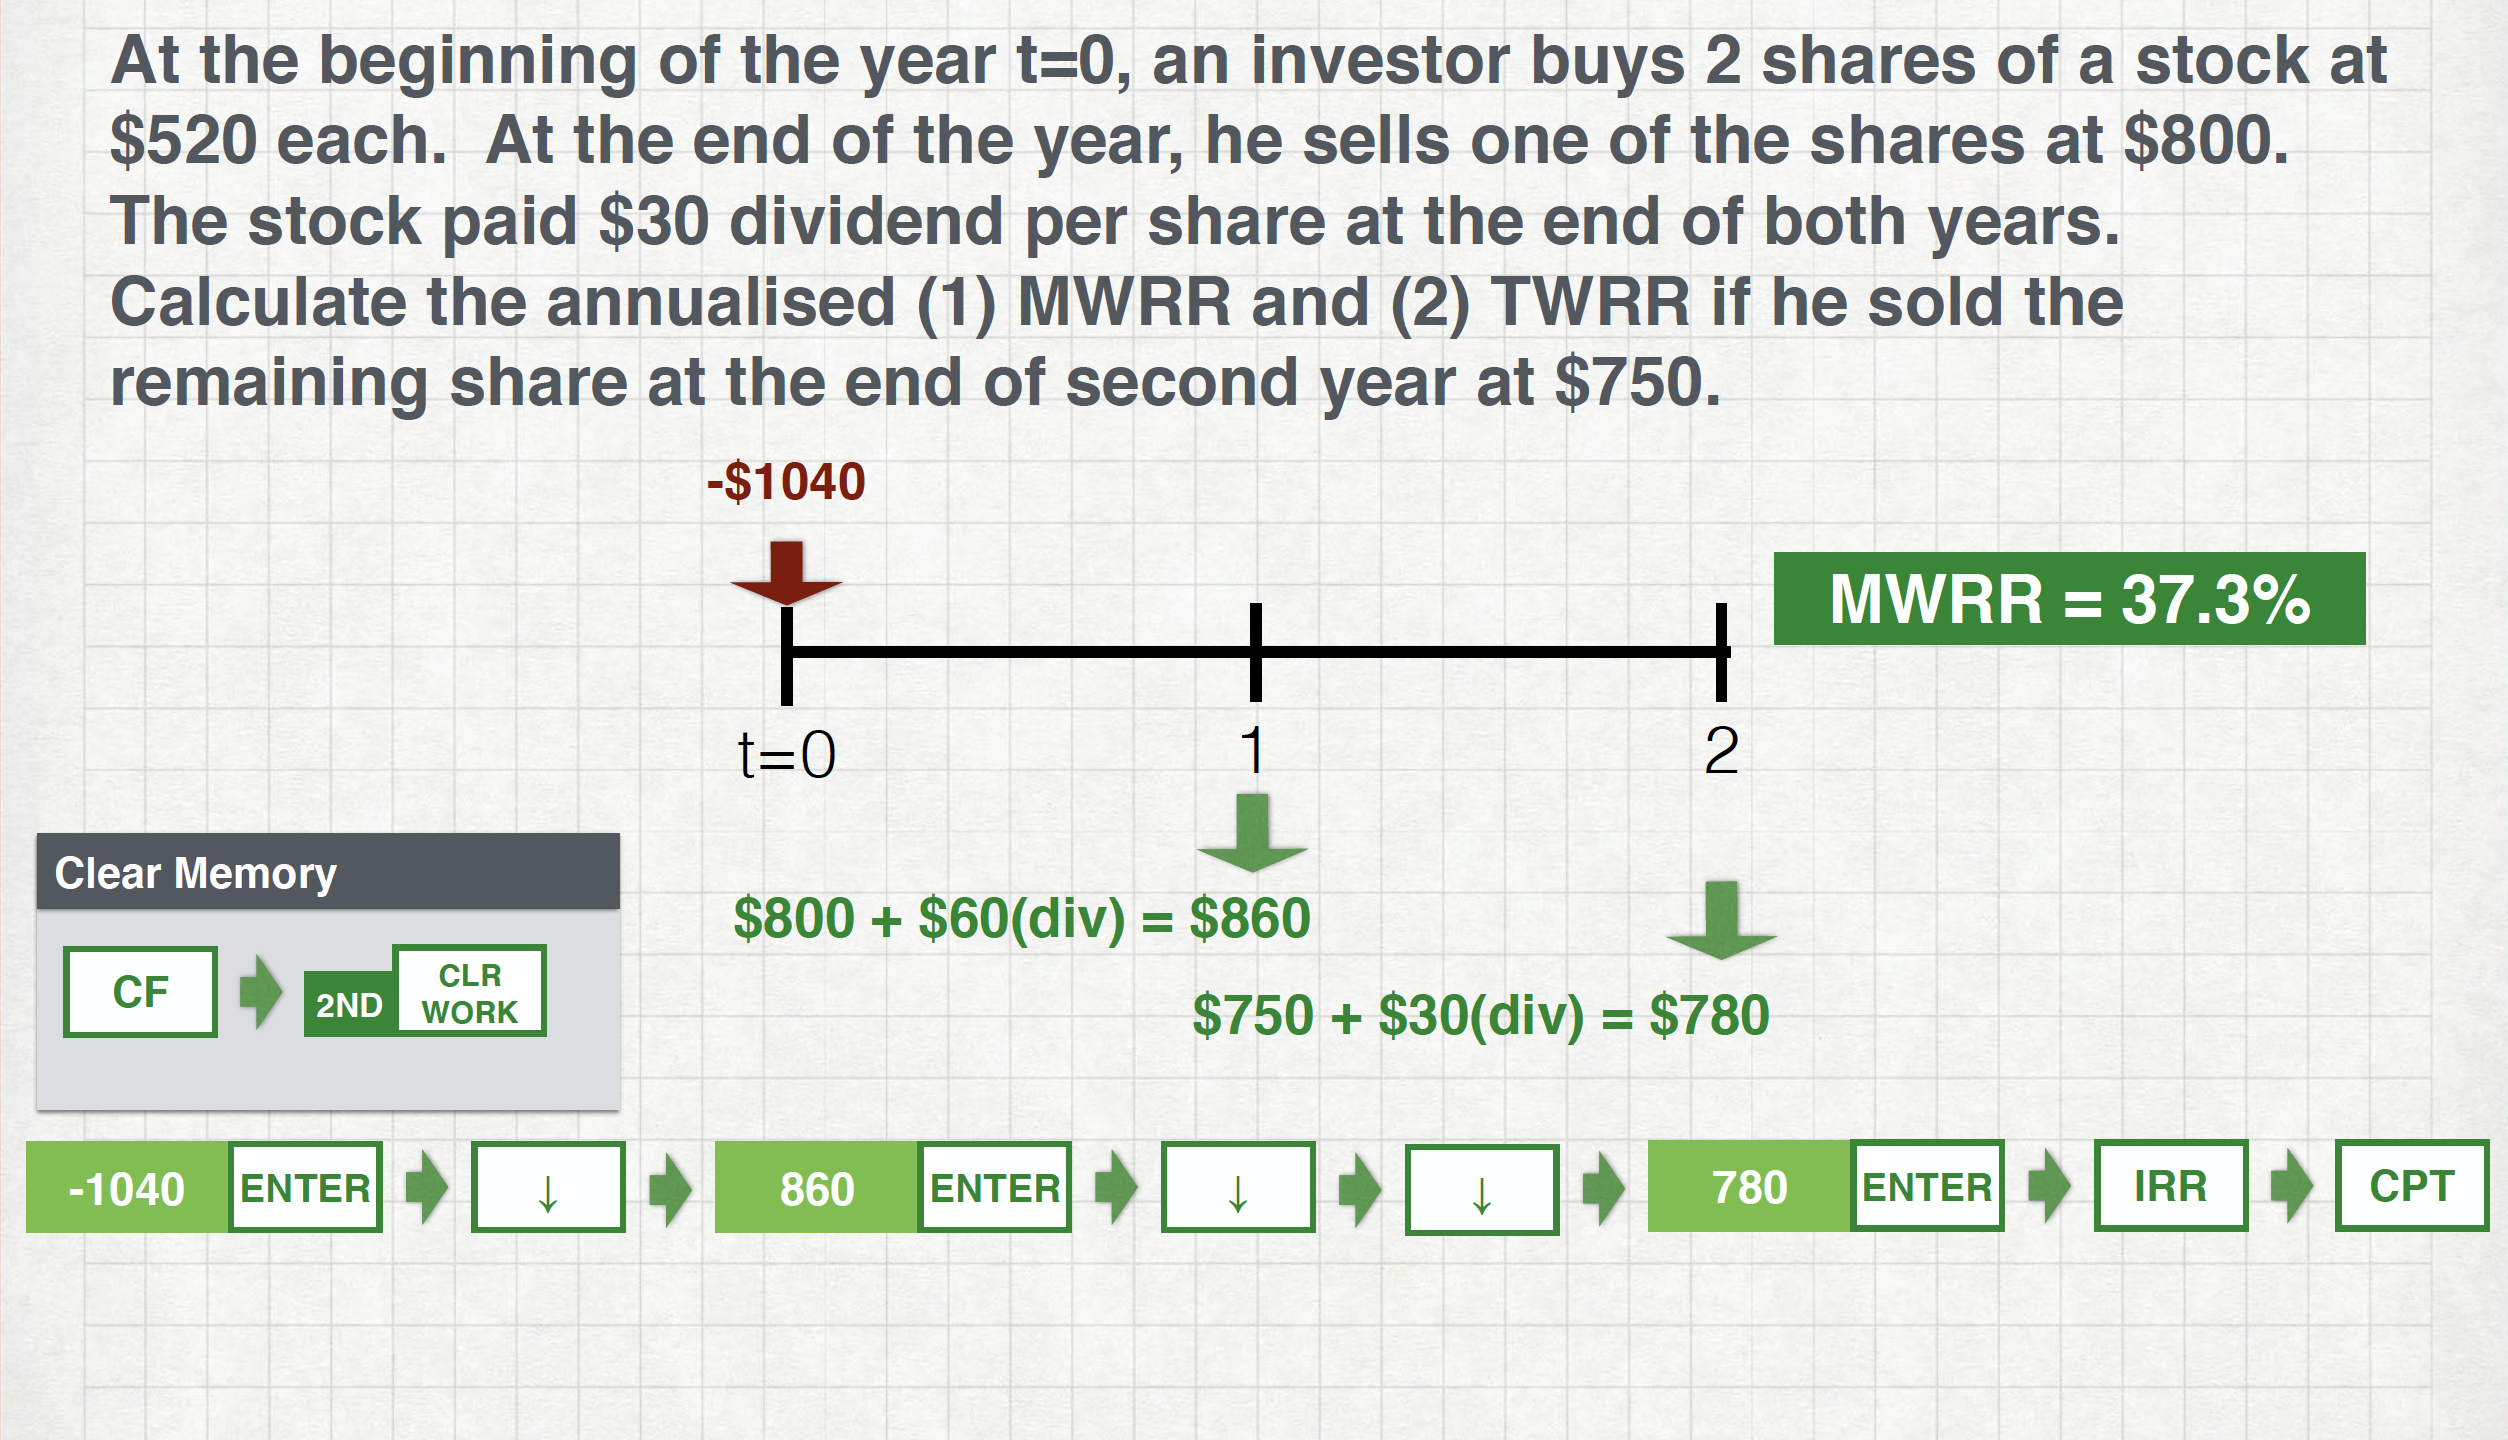 At the beginning of the year t=0, an investor buys 2 shares of a stock at
$520 each.  At the end of the year, he sells one of the shares at $800.
The stock paid $30 dividend per share at the end of both years.
Calculate the annualised (1) MWRR and (2) TWRR if he sold the
remaining share at the end of second year at $750.
-$1040
MWRR = 37.3%
t=0
1
2
Clear Memory
$800 + $60(div) = $860
CF
2ND
CLR
WORK
$750 + $30(div) = $780
-1040 ENTER ↓ 860 ENTER ↓ ↓ 780 ENTER IRR CPT